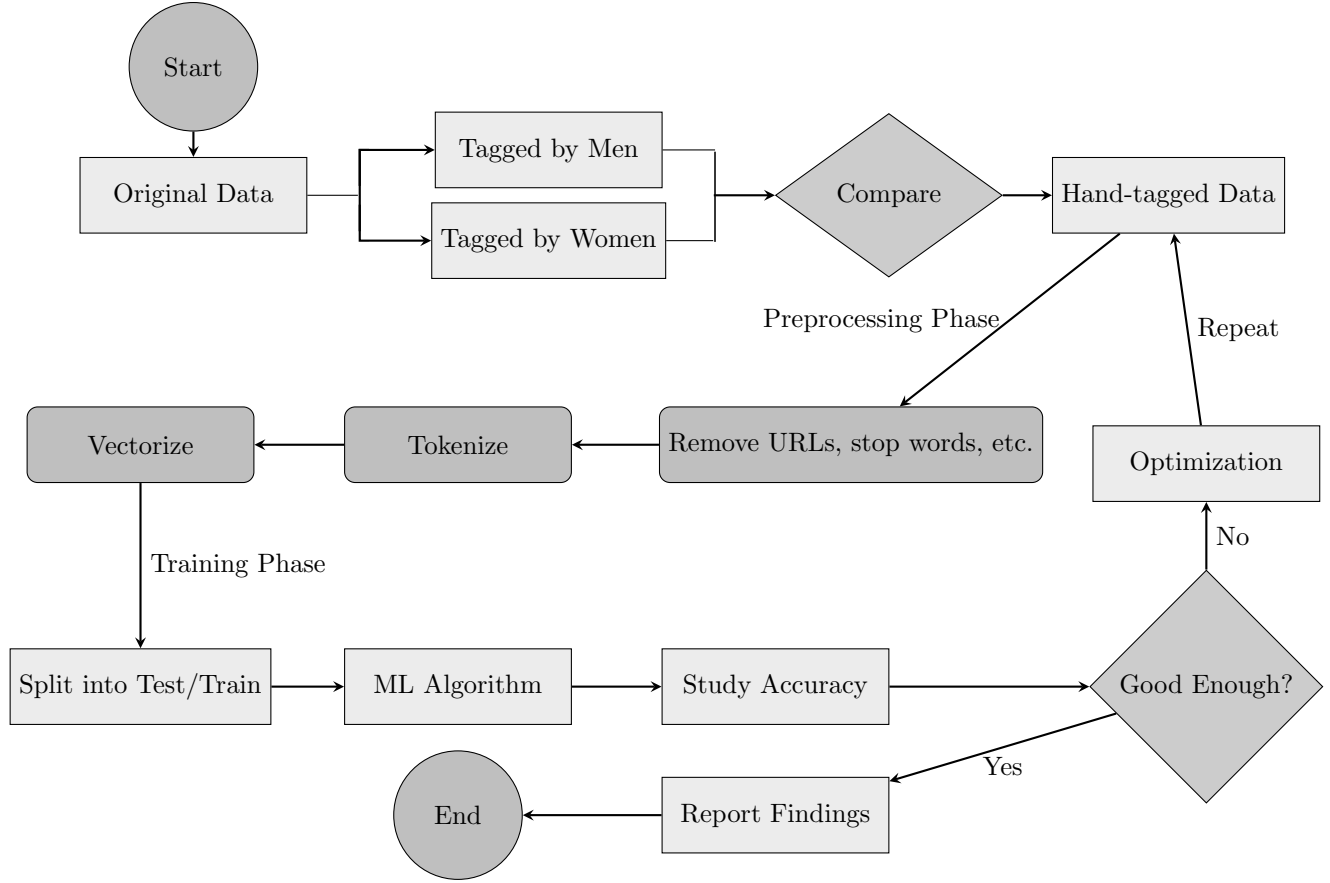 Start
Original Data
Tagged by Men
Tagged by Women
Compare
Hand-tagged Data
Preprocessing Phase
Repeat
Remove URLs, stop words, etc.
Tokenize
Vectorize
Optimization
No
Training Phase
Split into Test/Train
ML Algorithm
Study Accuracy
Good Enough?
Yes
Report Findings
End